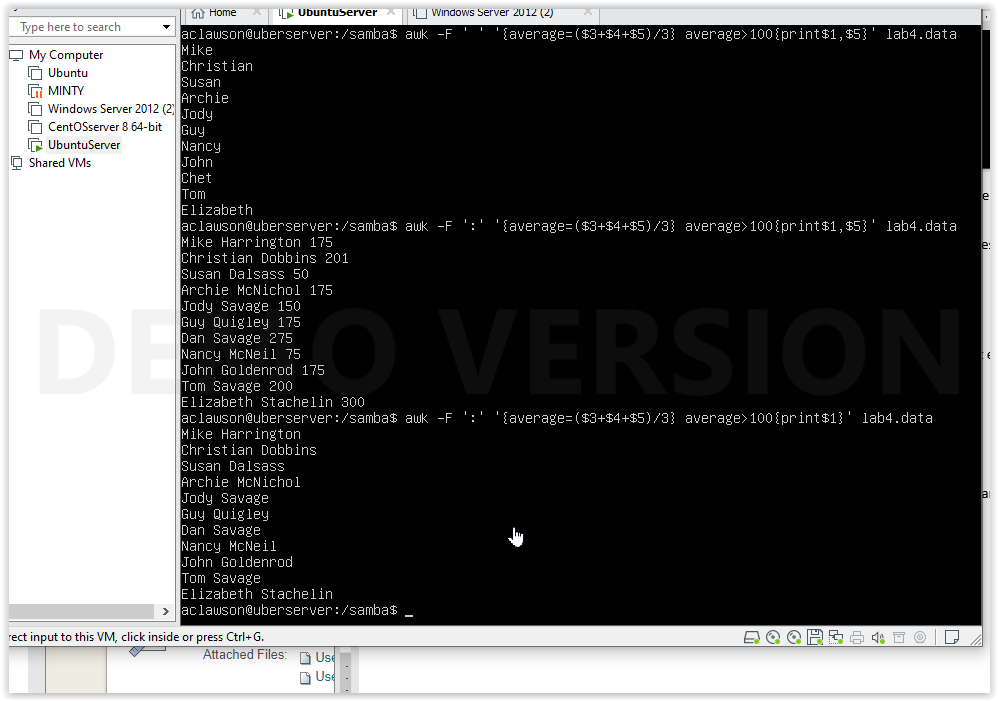 Home
UbuntuServer
Windows Server 2012 (2)
Type here to search
My Computer
Ubuntu
MINTY
Windows Server 2012 (2)
CentOSserver 8 64-bit
UbuntuServer
Shared VMs
aclawson@uberserver:/samba$ awk -F ' ' '{average=($3+$4+$5)/3} average>100{print$1,$5}' lab4.data
Mike
Christian
Susan
Archie
Jody
Guy
Nancy
John
Chet
Tom
Elizabeth
aclawson@uberserver:/samba$ awk -F ':' '{average=($3+$4+$5)/3} average>100{print$1,$5}' lab4.data
Mike Harrington 175
Christian Dobbins 201
Susan Dalsass 50
Archie McNichol 175
Jody Savage 150
Guy Quigley 175
Dan Savage 275
Nancy McNeil 75
John Goldenrod 175
Tom Savage 200
Elizabeth Stachelin 300
aclawson@uberserver:/samba$ awk -F ':' '{average=($3+$4+$5)/3} average>100{print$1}' lab4.data
Mike Harrington
Christian Dobbins
Susan Dalsass
Archie McNichol
Jody Savage
Guy Quigley
Dan Savage
Nancy McNeil
John Goldenrod
Tom Savage
Elizabeth Stachelin
aclawson@uberserver:/samba$ _
DEMO VERSION
rect input to this VM, click inside or press Ctrl+G.
Attached Files:
Use
Use